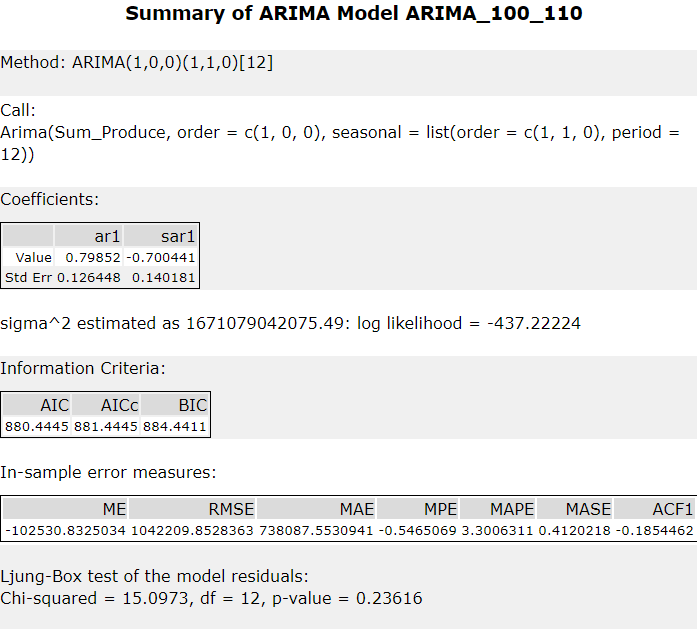 Summary of ARIMA Model ARIMA_100_110
Method: ARIMA(1,0,0)(1,1,0)[12]
Call:
Arima(Sum_Produce, order = c(1, 0, 0), seasonal = list(order = c(1, 1, 0), period =
12))
Coefficients:
ar1 sar1
Value 0.79852 -0.700441
Std Err 0.126448 0.140181
sigma^2 estimated as 1671079042075.49: log likelihood = -437.22224
Information Criteria:
AIC AICc BIC
880.4445 881.4445 884.4411
In-sample error measures:
ME RMSE MAE MPE MAPE MASE ACF1
-102530.8325034 1042209.8528363 738087.5530941 -0.5465069 3.3006311 0.4120218 -0.1854462
Ljung-Box test of the model residuals:
Chi-squared = 15.0973, df = 12, p-value = 0.23616